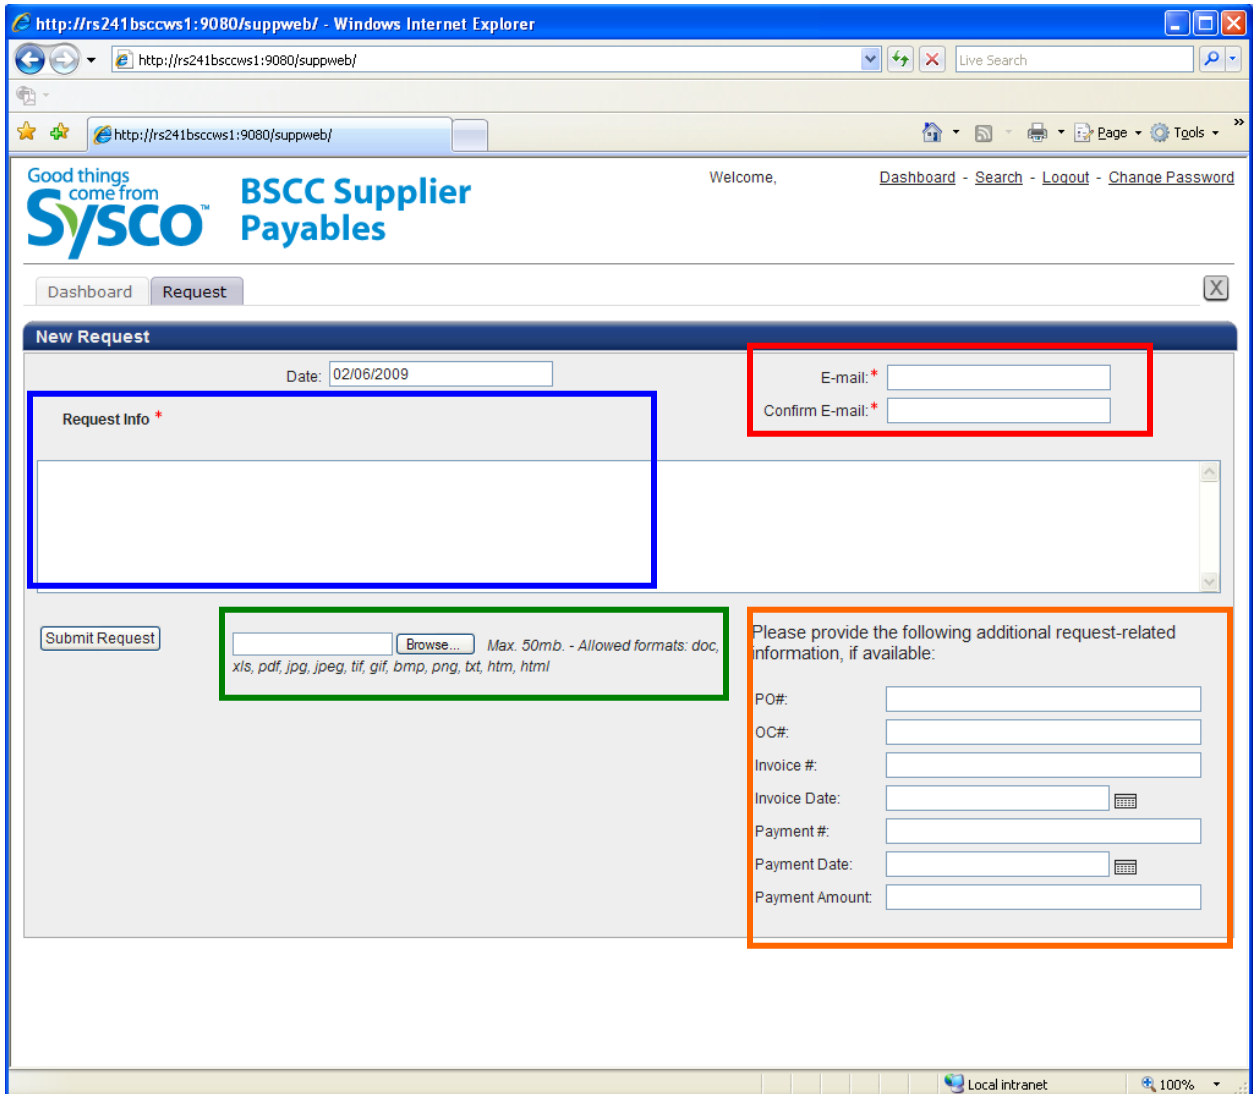 http://rs241bsccws1:9080/suppweb/ - Windows Internet Explorer
http://rs241bsccws1:9080/suppweb/
Live Search
http://rs241bsccws1:9080/suppweb/
Page
Tools
»
Good things
come from
Sysco™
BSCC Supplier
Payables
Welcome,
Dashboard - Search - Logout - Change Password
Dashboard
Request
X
New Request
Date: 02/06/2009
E-mail:*
Confirm E-mail:*
Request Info *
Submit Request
Browse... Max. 50mb. - Allowed formats: doc,
xls, pdf, jpg, jpeg, tif, gif, bmp, png, txt, htm, html
Please provide the following additional request-related
information, if available:
PO#:
OC#:
Invoice #:
Invoice Date:
Payment #:
Payment Date:
Payment Amount:
Local intranet
100%